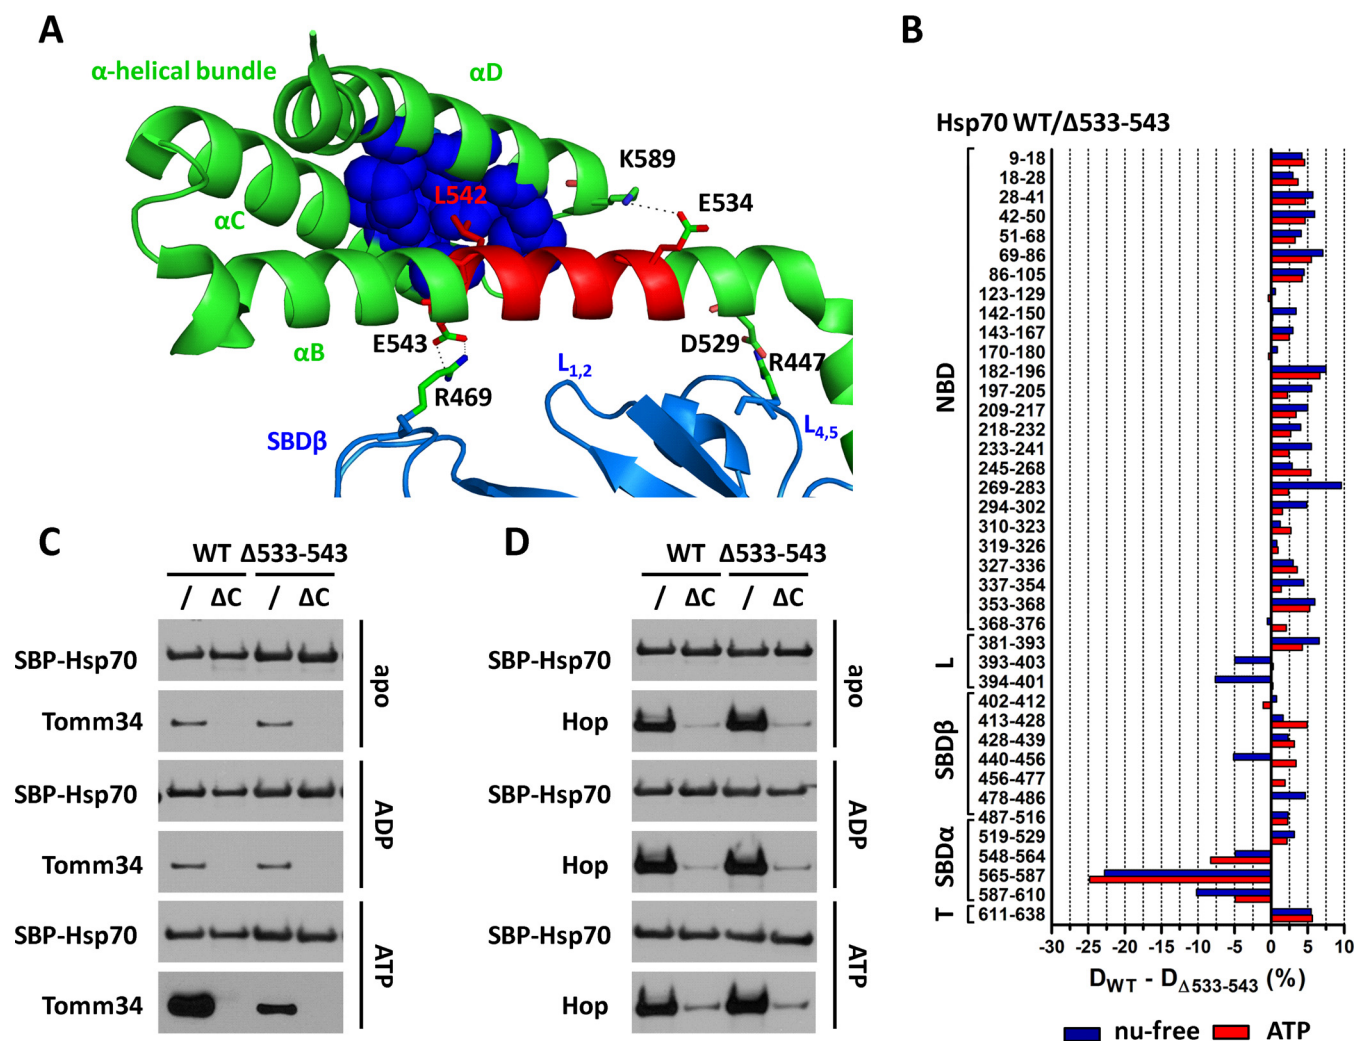 A
α-helical bundle
αD
K589
L542
E534
αC
αB
E543
D529
R447
R469
L1,2
L4,5
SBDβ
B
Hsp70 WT/Δ533-543
NBD
9-18
18-28
28-41
42-50
51-68
69-86
86-105
123-129
142-150
143-167
170-180
182-196
197-205
209-217
218-232
233-241
245-268
269-283
294-302
310-323
319-326
327-336
337-354
353-368
368-376
L
381-393
393-403
394-401
SBDβ
402-412
413-428
428-439
440-456
456-477
478-486
SBDα
487-516
519-529
548-564
565-587
587-610
T
611-638
-30 -25 -20 -15 -10 -5 0 5 10
DWT - DΔ533-543 (%)
nu-free ATP
C
WT Δ533-543
/ ΔC / ΔC
SBP-Hsp70
Tomm34
apo
SBP-Hsp70
Tomm34
ADP
SBP-Hsp70
Tomm34
ATP
D
WT Δ533-543
/ ΔC / ΔC
SBP-Hsp70
Hop
apo
SBP-Hsp70
Hop
ADP
SBP-Hsp70
Hop
ATP